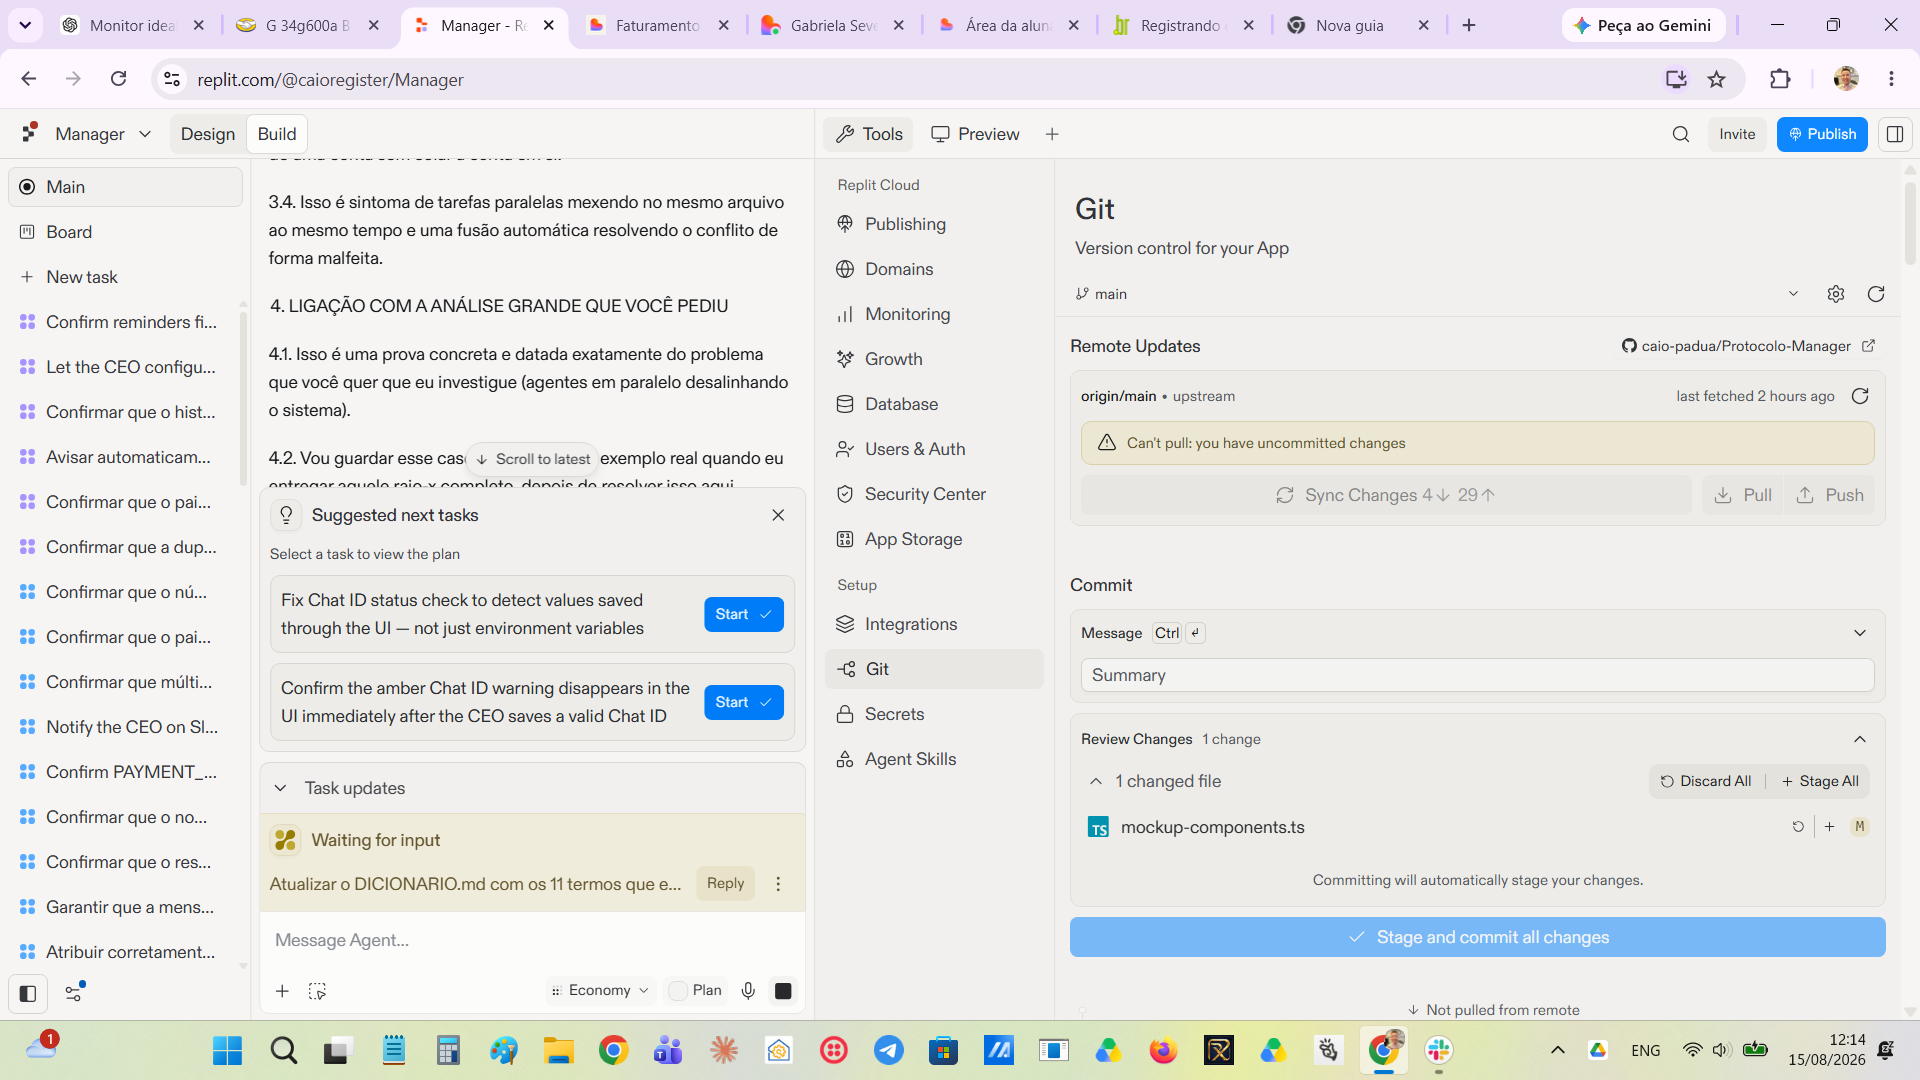 Monitor idea
G 34g600a B
Manager - Re
Faturamento
Gabriela Seve
Área da aluna
Registrando
Nova guia
Peça ao Gemini
replit.com/@caioregister/Manager
Manager
Design
Build
Tools
Preview
Invite
Publish
Main
Board
New task
Confirm reminders fi...
Let the CEO configu...
Confirmar que o hist...
Avisar automaticam...
Confirmar que o pai...
Confirmar que a dup...
Confirmar que o nú...
Confirmar que o pai...
Confirmar que múlti...
Notify the CEO on Sl...
Confirm PAYMENT_...
Confirmar que o no...
Confirmar que o res...
Garantir que a mens...
Atribuir corretament...
3.4. Isso é sintoma de tarefas paralelas mexendo no mesmo arquivo
ao mesmo tempo e uma fusão automática resolvendo o conflito de
forma malfeita.
4. LIGAÇÃO COM A ANÁLISE GRANDE QUE VOCÊ PEDIU
4.1. Isso é uma prova concreta e datada exatamente do problema
que você quer que eu investigue (agentes em paralelo desalinhando
o sistema).
4.2. Vou guardar esse cas
Scroll to latest
exemplo real quando eu
entregar aquele raio-x completo, depois de resolver isso aqui.
Suggested next tasks
Select a task to view the plan
Fix Chat ID status check to detect values saved
through the UI — not just environment variables
Start
Confirm the amber Chat ID warning disappears in the
UI immediately after the CEO saves a valid Chat ID
Start
Task updates
Waiting for input
Atualizar o DICIONARIO.md com os 11 termos que e...
Reply
Message Agent...
Economy
Plan
Replit Cloud
Publishing
Domains
Monitoring
Growth
Database
Users & Auth
Security Center
App Storage
Setup
Integrations
Git
Secrets
Agent Skills
Git
Version control for your App
main
Remote Updates
caio-padua/Protocolo-Manager
origin/main • upstream
last fetched 2 hours ago
Can't pull: you have uncommitted changes
Sync Changes 4↓ 29↑
Pull
Push
Commit
Message Ctrl ↵
Summary
Review Changes 1 change
1 changed file
Discard All
+ Stage All
TS mockup-components.ts
M
Committing will automatically stage your changes.
Stage and commit all changes
↓ Not pulled from remote
1
ENG
12:14
15/08/2026